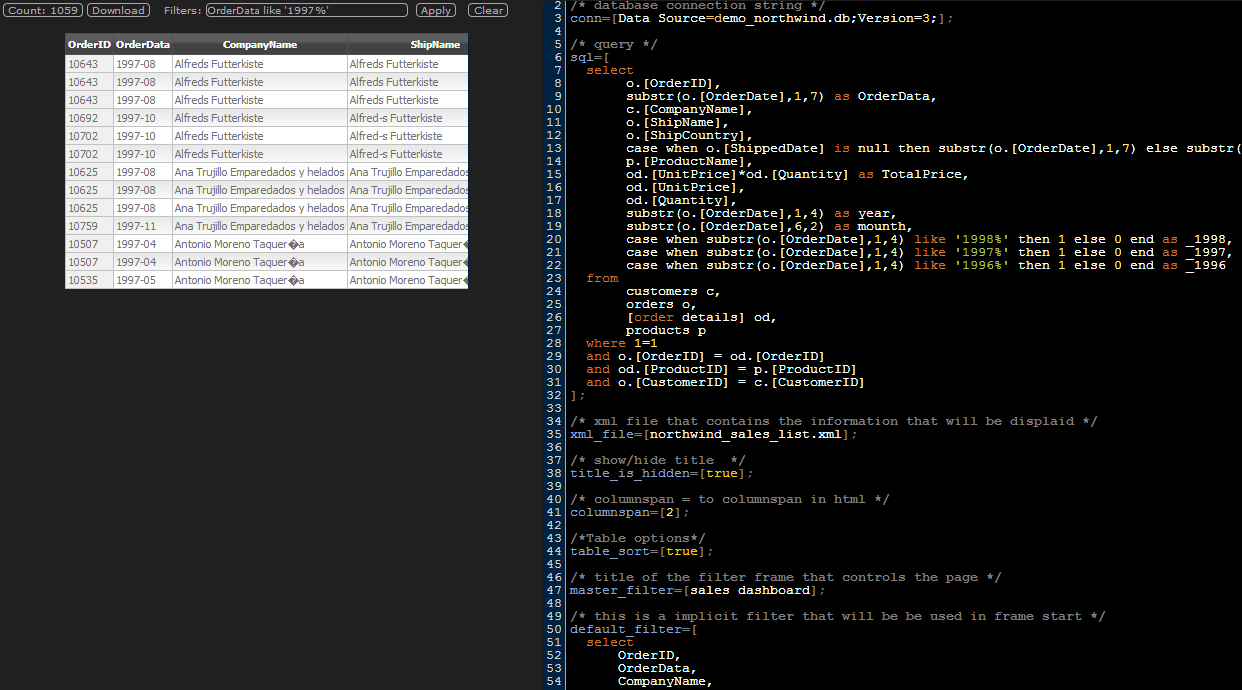 Count: 1059 Download Filters: OrderData like '1997%' Apply Clear
OrderID OrderData CompanyName ShipName
10643 1997-08 Alfreds Futterkiste Alfreds Futterkiste
10643 1997-08 Alfreds Futterkiste Alfreds Futterkiste
10643 1997-08 Alfreds Futterkiste Alfreds Futterkiste
10692 1997-10 Alfreds Futterkiste Alfred-s Futterkiste
10702 1997-10 Alfreds Futterkiste Alfred-s Futterkiste
10702 1997-10 Alfreds Futterkiste Alfred-s Futterkiste
10625 1997-08 Ana Trujillo Emparedados y helados Ana Trujillo Emparedados
10625 1997-08 Ana Trujillo Emparedados y helados Ana Trujillo Emparedados
10625 1997-08 Ana Trujillo Emparedados y helados Ana Trujillo Emparedados
10759 1997-11 Ana Trujillo Emparedados y helados Ana Trujillo Emparedados
10507 1997-04 Antonio Moreno Taquer�a Antonio Moreno Taquer�
10507 1997-04 Antonio Moreno Taquer�a Antonio Moreno Taquer�
10535 1997-05 Antonio Moreno Taquer�a Antonio Moreno Taquer�
2 /* database connection string */
3 conn=[Data Source=demo_northwind.db;Version=3;];
4
5 /* query */
6 sql=[
7 select
8 o.[OrderID],
9 substr(o.[OrderDate],1,7) as OrderData,
10 c.[CompanyName],
11 o.[ShipName],
12 o.[ShipCountry],
13 case when o.[ShippedDate] is null then substr(o.[OrderDate],1,7) else substr(
14 p.[ProductName],
15 od.[UnitPrice]*od.[Quantity] as TotalPrice,
16 od.[UnitPrice],
17 od.[Quantity],
18 substr(o.[OrderDate],1,4) as year,
19 substr(o.[OrderDate],6,2) as mounth,
20 case when substr(o.[OrderDate],1,4) like '1998%' then 1 else 0 end as _1998,
21 case when substr(o.[OrderDate],1,4) like '1997%' then 1 else 0 end as _1997,
22 case when substr(o.[OrderDate],1,4) like '1996%' then 1 else 0 end as _1996
23 from
24 customers c,
25 orders o,
26 [order details] od,
27 products p
28 where 1=1
29 and o.[OrderID] = od.[OrderID]
30 and od.[ProductID] = p.[ProductID]
31 and o.[CustomerID] = c.[CustomerID]
32 ];
33
34 /* xml file that contains the information that will be displaid */
35 xml_file=[northwind_sales_list.xml];
36
37 /* show/hide title  */
38 title_is_hidden=[true];
39
40 /* columnspan = to columnspan in html */
41 columnspan=[2];
42
43 /*Table options*/
44 table_sort=[true];
45
46 /* title of the filter frame that controls the page */
47 master_filter=[sales dashboard];
48
49 /* this is a implicit filter that will be be used in frame start */
50 default_filter=[
51 select
52 OrderID,
53 OrderData,
54 CompanyName,